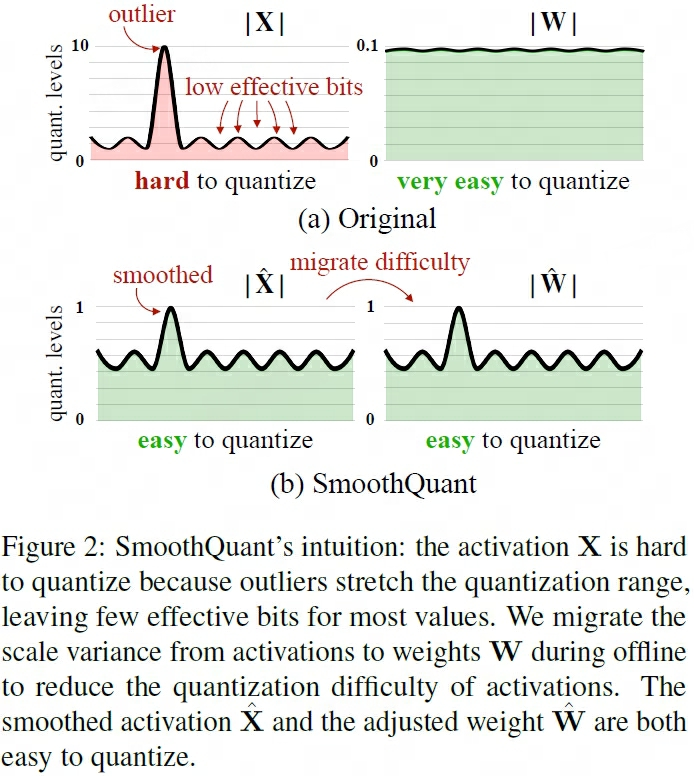 outlier
|X|
|W|
10
0.1
quant. levels
low effective bits
0
0
hard to quantize
very easy to quantize
(a) Original
migrate difficulty
smoothed
|X̂|
|Ŵ|
1
1
quant. levels
0
0
easy to quantize
easy to quantize
(b) SmoothQuant
Figure 2: SmoothQuant's intuition: the activation X is hard
to quantize because outliers stretch the quantization range,
leaving few effective bits for most values. We migrate the
scale variance from activations to weights W during offline
to reduce the quantization difficulty of activations. The
smoothed activation X̂ and the adjusted weight Ŵ are both
easy to quantize.